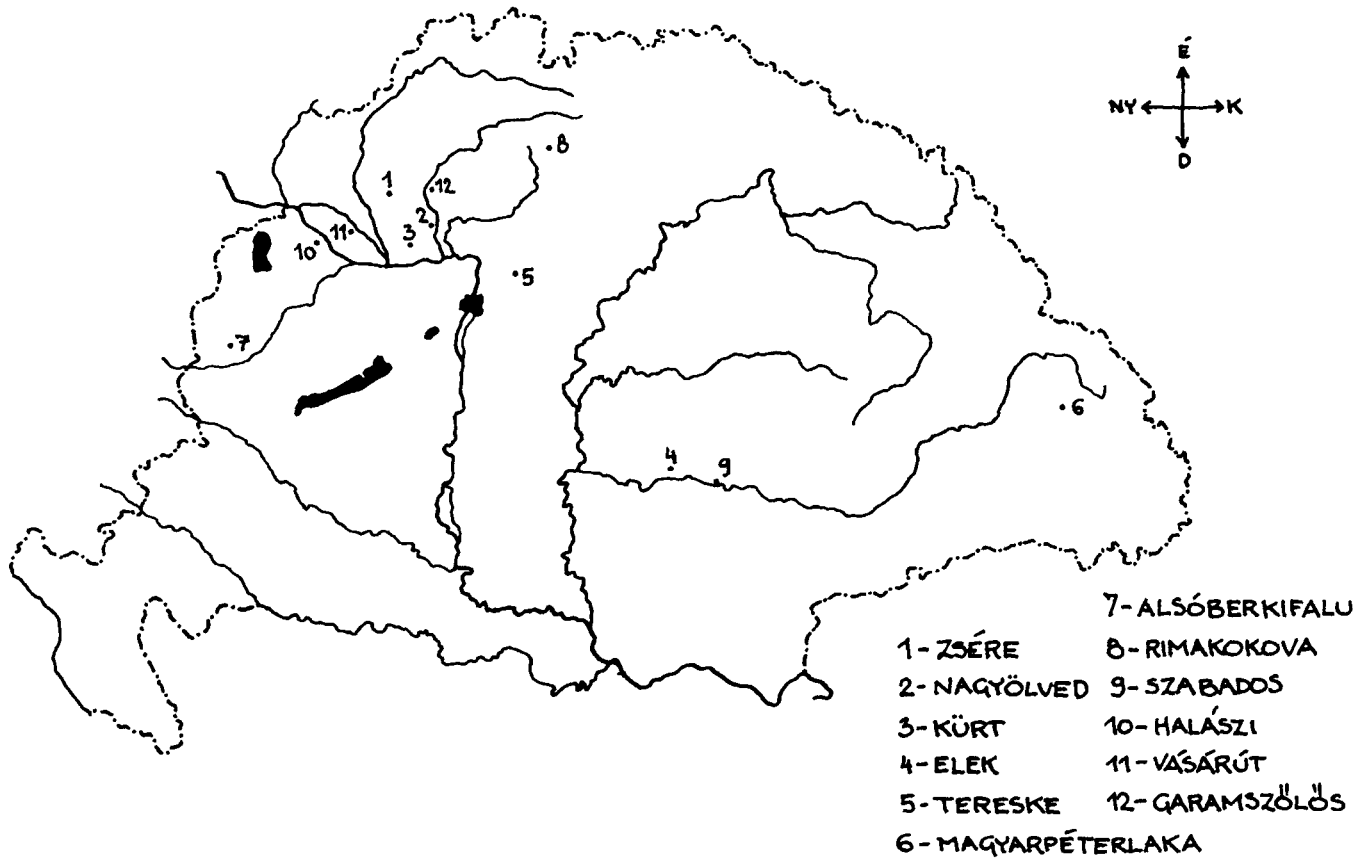 É
NY K
D
8
1
12
2
3
11
10
5
7
6
4
9
7-ALSÓBERKIFALU
1-ZSÉRE
8-RIMAKOKOVA
2-NAGYÖLVED
9-SZABADOS
3-KÜRT
10-HALÁSZI
4-ELEK
11-VÁSÁRÚT
5-TERESKE
12-GARAMSZŐLŐS
6-MAGYARPÉTERLAKA